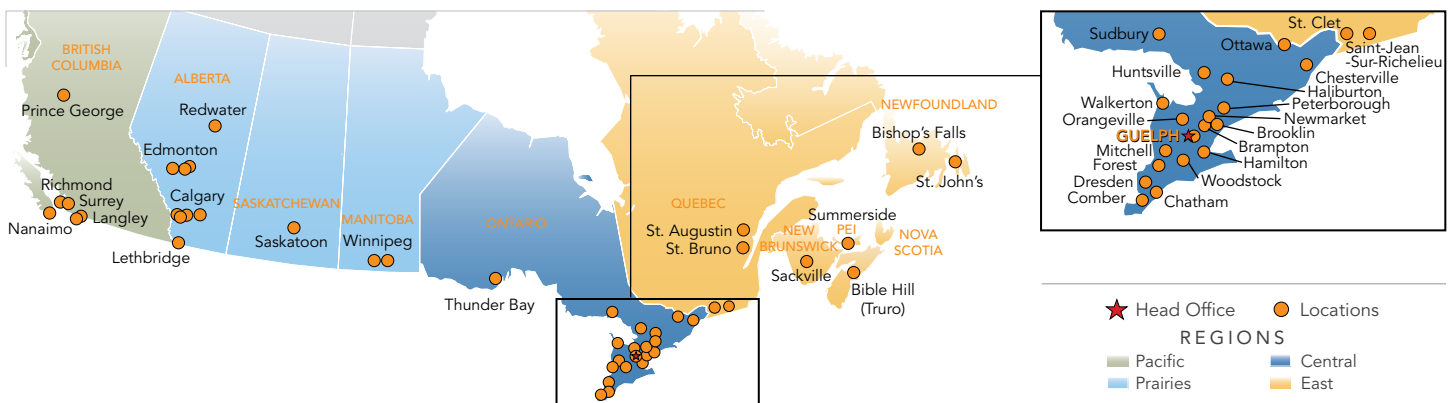 BRITISH
COLUMBIA
Prince George
Richmond
Surrey
Langley
Nanaimo
ALBERTA
Redwater
Edmonton
Calgary
Lethbridge
SASKATCHEWAN
Saskatoon
MANITOBA
Winnipeg
ONTARIO
Thunder Bay
QUEBEC
St. Augustin
St. Bruno
NEWFOUNDLAND
Bishop's Falls
St. John's
Summerside
PEI
NEW
BRUNSWICK
Sackville
NOVA
SCOTIA
Bible Hill
(Truro)
St. Clet
Sudbury
Ottawa
Saint-Jean
-Sur-Richelieu
Huntsville
Chesterville
Haliburton
Walkerton
Peterborough
Orangeville
Newmarket
GUELPH
Brooklin
Brampton
Mitchell
Hamilton
Forest
Woodstock
Dresden
Comber
Chatham
Head Office
Locations
REGIONS
Pacific
Central
Prairies
East